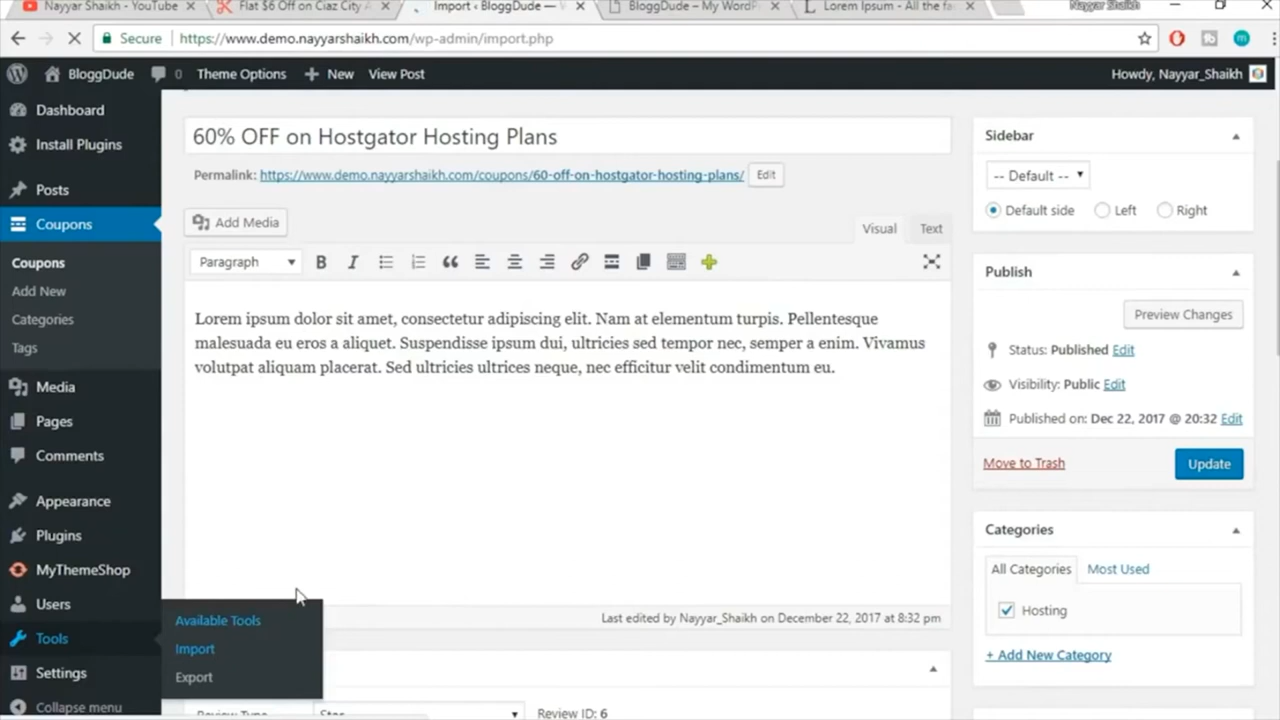 Nayyar Shaikh - YouTube
Flat $6 Off on Ciaz City A
Import ‹ BloggDude —
BloggDude – My WordP
Lorem Ipsum - All the fa
Nayyar Shaikh
Secure
https://www.demo.nayyarshaikh.com/wp-admin/import.php
BloggDude
0
Theme Options
New
View Post
Howdy, Nayyar_Shaikh
Dashboard
Install Plugins
Posts
Coupons
Coupons
Add New
Categories
Tags
Media
Pages
Comments
Appearance
Plugins
MyThemeShop
Users
Tools
Settings
Collapse menu
Available Tools
Import
Export
60% OFF on Hostgator Hosting Plans
Permalink: https://www.demo.nayyarshaikh.com/coupons/60-off-on-hostgator-hosting-plans/
Edit
Add Media
Visual
Text
Paragraph
B
I
Lorem ipsum dolor sit amet, consectetur adipiscing elit. Nam at elementum turpis. Pellentesque
malesuada eu eros a aliquet. Suspendisse ipsum dui, ultricies sed tempor nec, semper a enim. Vivamus
volutpat aliquam placerat. Sed ultricies ultrices neque, nec efficitur velit condimentum eu.
Last edited by Nayyar_Shaikh on December 22, 2017 at 8:32 pm
Review Type
Star
Review ID: 6
Sidebar
-- Default --
Default side
Left
Right
Publish
Preview Changes
Status: Published Edit
Visibility: Public Edit
Published on: Dec 22, 2017 @ 20:32 Edit
Move to Trash
Update
Categories
All Categories
Most Used
Hosting
+ Add New Category